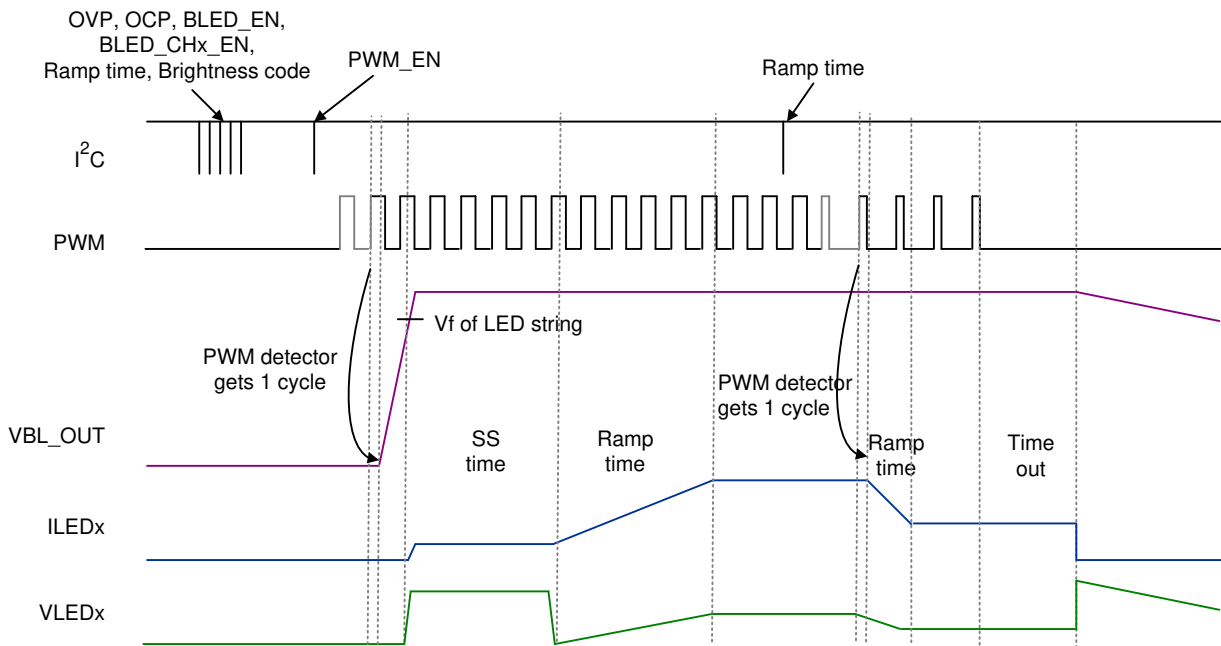 OVP, OCP, BLED_EN,
BLED_CHx_EN,
Ramp time, Brightness code
PWM_EN
Ramp time
I2C
PWM
Vf of LED string
PWM detector
gets 1 cycle
PWM detector
gets 1 cycle
VBL_OUT
SS
time
Ramp
time
Ramp
time
Time
out
ILEDx
VLEDx